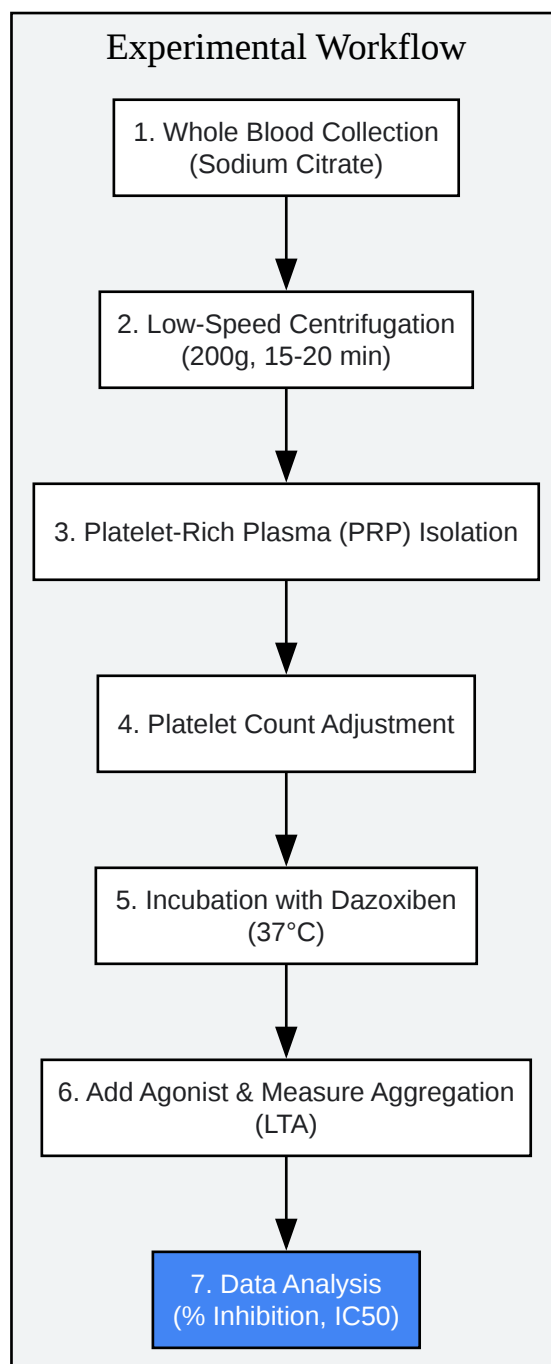 Experimental Workflow
1. Whole Blood Collection
(Sodium Citrate)
2. Low-Speed Centrifugation
(200g, 15-20 min)
3. Platelet-Rich Plasma (PRP) Isolation
4. Platelet Count Adjustment
5. Incubation with Dazoxiben
(37°C)
6. Add Agonist & Measure Aggregation
(LTA)
7. Data Analysis
(% Inhibition, IC50)